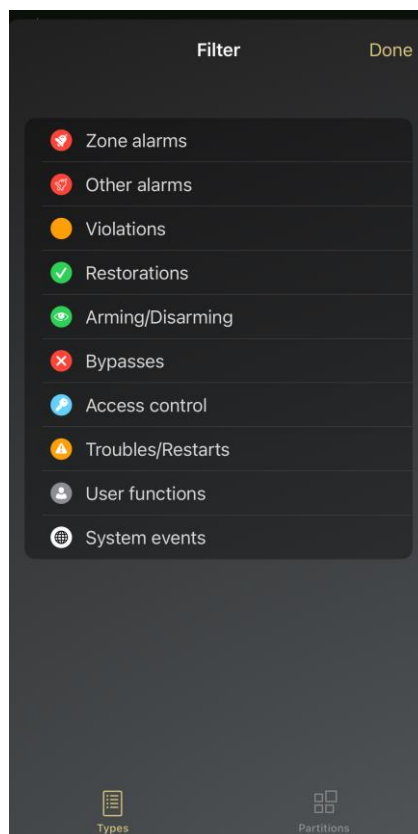 Filter
Done
Zone alarms
Other alarms
Violations
Restorations
Arming/Disarming
Bypasses
Access control
Troubles/Restarts
User functions
System events
Types
Partitions